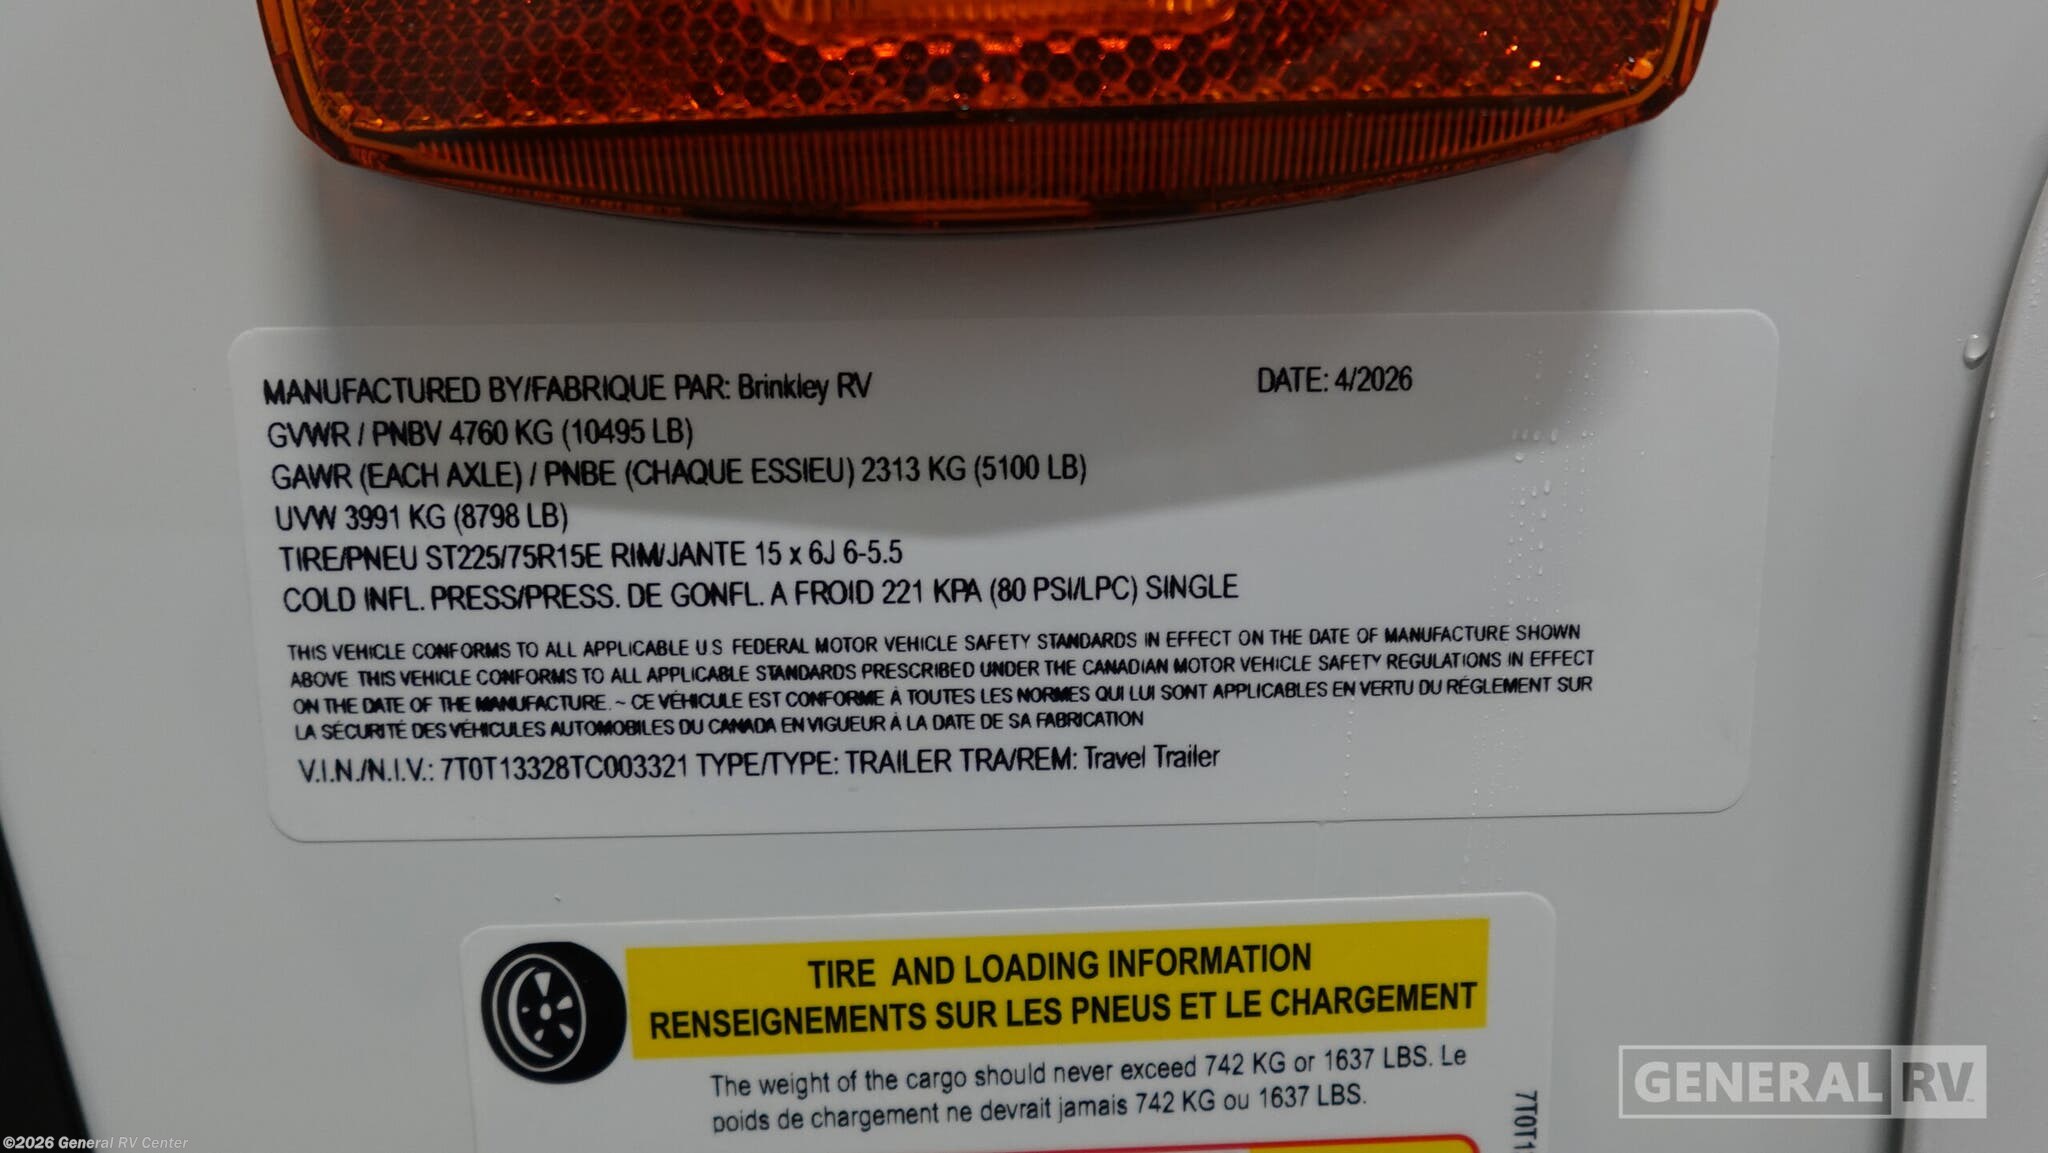 MANUFACTURED BY/FABRIQUE PAR: Brinkley RV DATE: 4/2026
GVWR / PNBV 4760 KG (10495 LB)
GAWR (EACH AXLE) / PNBE (CHAQUE ESSIEU) 2313 KG (5100 LB)
UVW 3991 KG (8798 LB)
TIRE/PNEU ST225/75R15E RIM/JANTE 15 x 6J 6-5.5
COLD INFL. PRESS/PRESS. DE GONFL. A FROID 221 KPA (80 PSI/LPC) SINGLE
THIS VEHICLE CONFORMS TO ALL APPLICABLE U.S FEDERAL MOTOR VEHICLE SAFETY STANDARDS IN EFFECT ON THE DATE OF MANUFACTURE SHOWN
ABOVE THIS VEHICLE CONFORMS TO ALL APPLICABLE STANDARDS PRESCRIBED UNDER THE CANADIAN MOTOR VEHICLE SAFETY REGULATIONS IN EFFECT
ON THE DATE OF THE MANUFACTURE. ~ CE VÉHICULE EST CONFORME À TOUTES LES NORMES QUI LUI SONT APPLICABLES EN VERTU DU RÉGLEMENT SUR
LA SÉCURITÉ DES VÉHICULES AUTOMOBILES DU CANADA EN VIGUEUR À LA DATE DE SA FABRICATION
V.I.N./N.I.V.: 7T0T13328TC003321 TYPE/TYPE: TRAILER TRA/REM: Travel Trailer
TIRE AND LOADING INFORMATION
RENSEIGNEMENTS SUR LES PNEUS ET LE CHARGEMENT
The weight of the cargo should never exceed 742 KG or 1637 LBS. Le
poids de chargement ne devrait jamais 742 KG ou 1637 LBS.
7T0T1
GENERAL RV
©2026 General RV Center